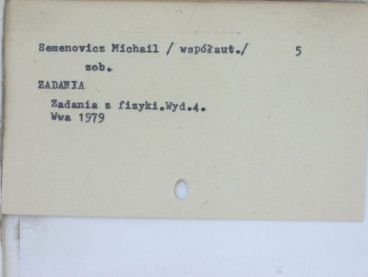 Semenovicz Michail / współaut./ 5
zob.
ZADANIA
Zadania z fizyki.Wyd.4.
Wwa 1979